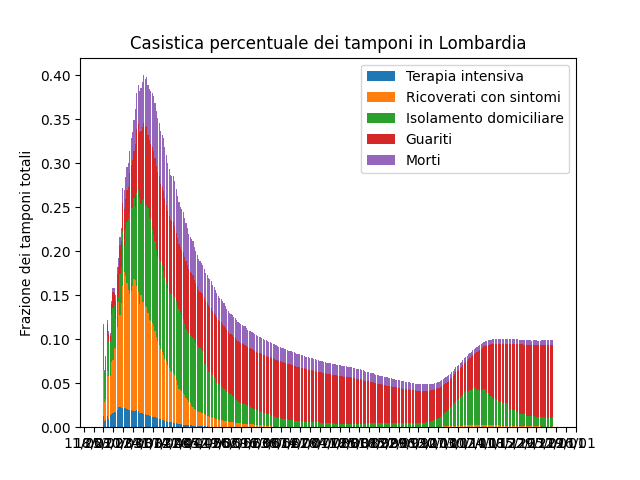 Casistica percentuale dei tamponi in Lombardia
Terapia intensiva
Ricoverati con sintomi
Isolamento domiciliare
Guariti
Morti
Frazione dei tamponi totali
0.40
0.35
0.30
0.25
0.20
0.15
0.10
0.05
0.00